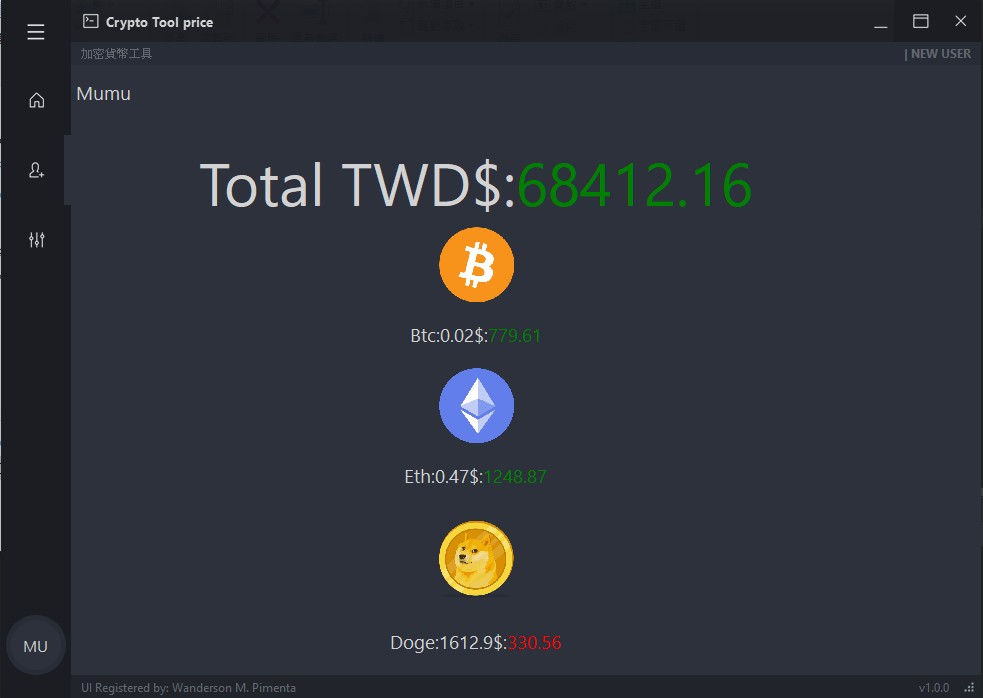 Crypto Tool price
加密貨幣工具
| NEW USER
Mumu
Total TWD$:68412.16
Btc:0.02$:779.61
Eth:0.47$:1248.87
Doge:1612.9$:330.56
MU
UI Registered by: Wanderson M. Pimenta
v1.0.0